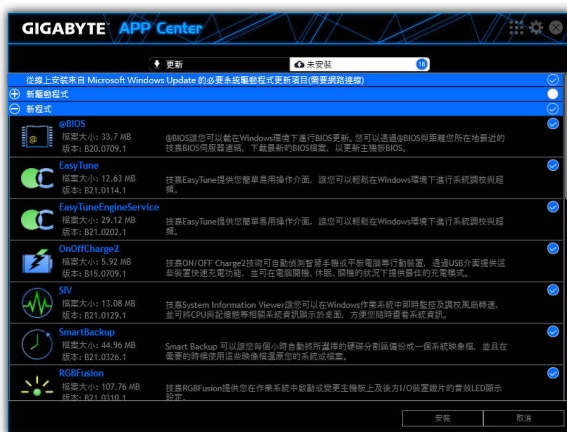 GIGABYTE APP Center
更新
未安裝 18
從線上安裝來自 Microsoft Windows Update 的必要系統驅動程式更新項目(需要網路連線)
新驅動程式
新程式
@BIOS
檔案大小: 33.7 MB
版本: B20.0709.1
@BIOS讓您可以載在Windows環境下進行BIOS更新。您可以透過@BIOS與距離您所在地最近的
技嘉BIOS伺服器連結，下載最新的BIOS檔案，以更新主機板BIOS。
EasyTune
檔案大小: 12.63 MB
版本: B21.0114.1
技嘉EasyTune提供您簡單易用操作介面，讓您可以輕鬆在Windows環境下進行系統調校與超
頻。
EasyTuneEngineService
檔案大小: 29.12 MB
版本: B21.0202.1
技嘉EasyTune提供您簡單易用操作介面，讓您可以輕鬆在Windows環境下進行系統調校與超
頻。
OnOffCharge2
檔案大小: 5.92 MB
版本: B15.0709.1
技嘉ON/OFF Charge2技術可自動偵測智慧手機或平板電腦等行動裝置，透過USB介面提供這
些裝置快速充電功能，並可在電腦開機、休眠、關機的狀況下提供最佳的充電模式。
SIV
檔案大小: 13.08 MB
版本: B21.0129.1
技嘉System Information Viewer讓您可以在Windows作業系統中即時監控及調校風扇轉速，
並可將CPU與記憶體等相關系統資訊顯示於桌面，方便您隨時查看系統資訊。
SmartBackup
檔案大小: 44.96 MB
版本: B21.0326.1
Smart Backup 可以讓您每個小時自動將所選擇的硬碟分割區備份成一個系統映象檔，並且在
需要的時候使用這些映像檔還原您的系統或檔案。
RGBFusion
檔案大小: 107.76 MB
版本: B21.0310.1
技嘉RGBFusion提供您在作業系統中啟動或變更主機板上及後方I/O裝置鐵片的音效LED顯示
設定。
安裝
取消